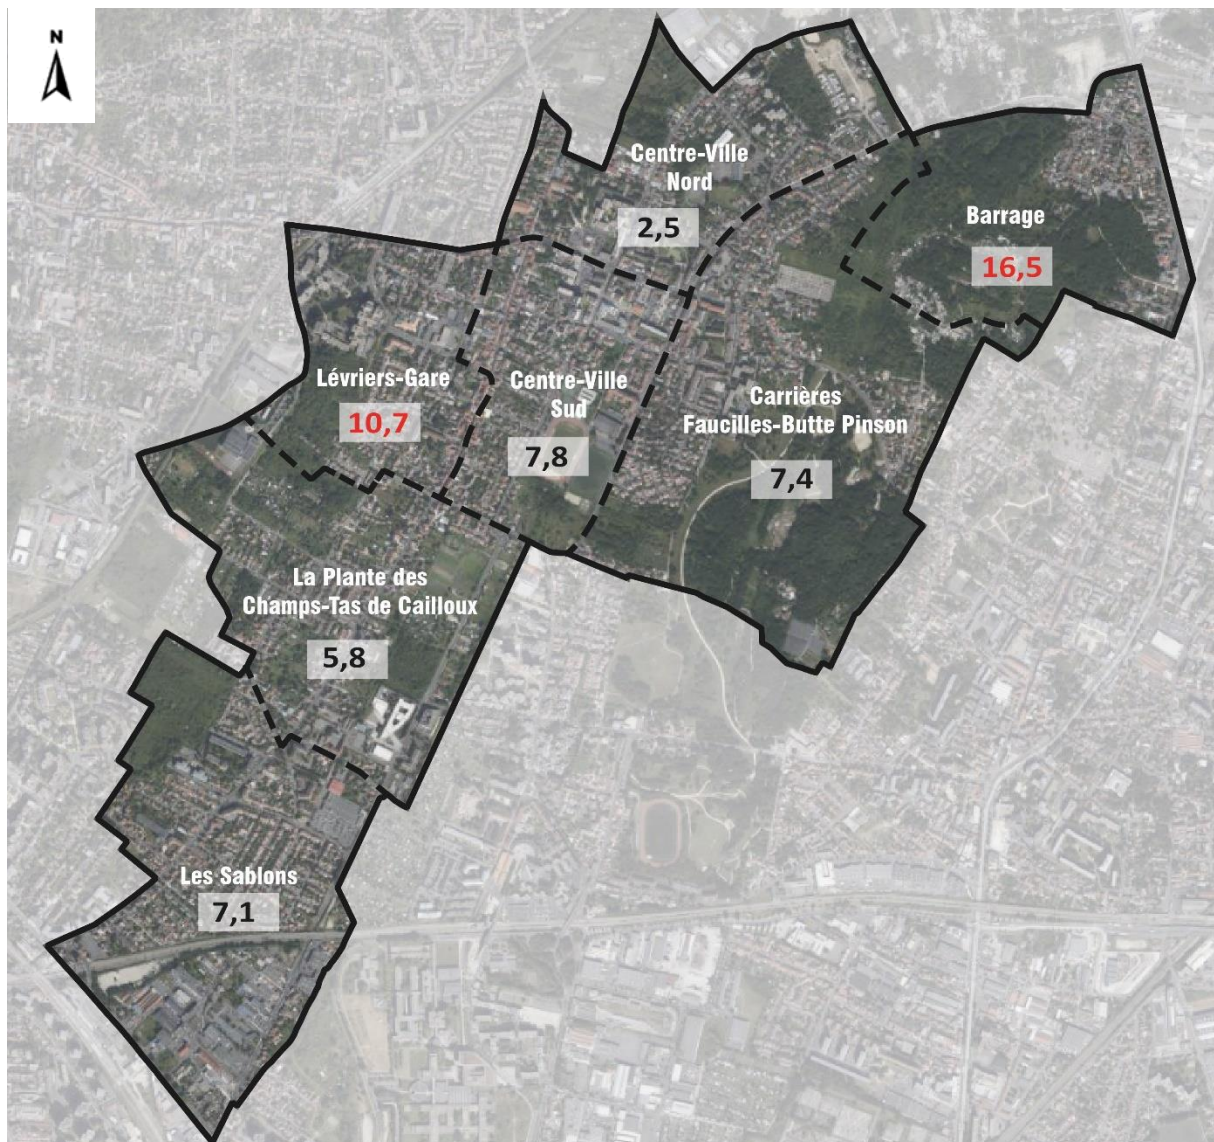 N
Centre-Ville
Nord
2,5
Barrage
16,5
Lévriers-Gare
10,7
Centre-Ville
Sud
7,8
Carrières
Faucilles-Butte Pinson
7,4
La Plante des
Champs-Tas de Cailloux
5,8
Les Sablons
7,1